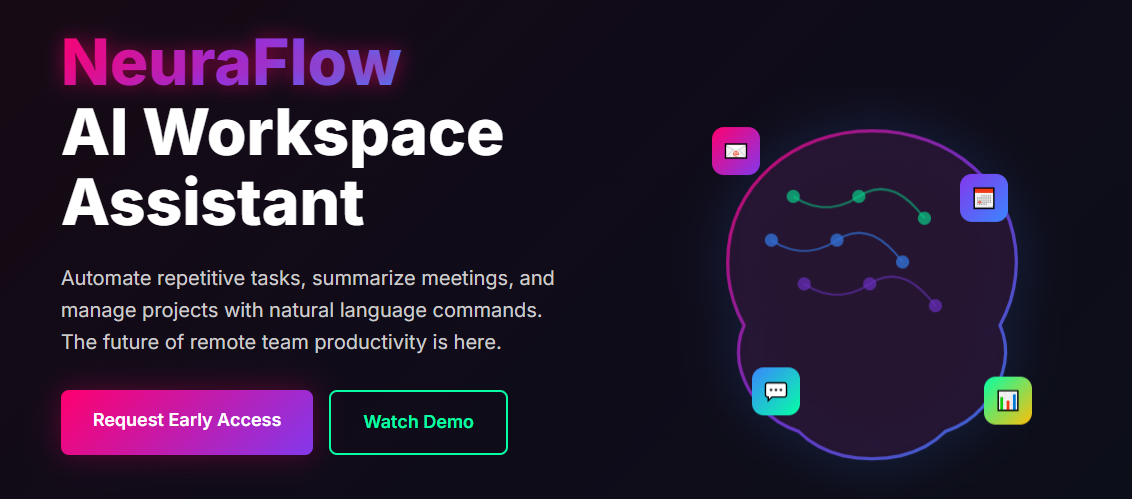 NeuraFlow
AI Workspace
Assistant
Automate repetitive tasks, summarize meetings, and
manage projects with natural language commands.
The future of remote team productivity is here.
Request Early Access
Watch Demo